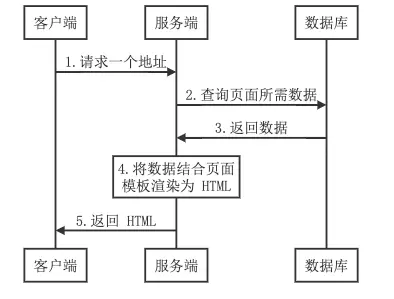 客户端 服务端 数据库
1.请求一个地址
2.查询页面所需数据
3.返回数据
4.将数据结合页面
模板渲染为 HTML
5.返回 HTML
客户端 服务端 数据库